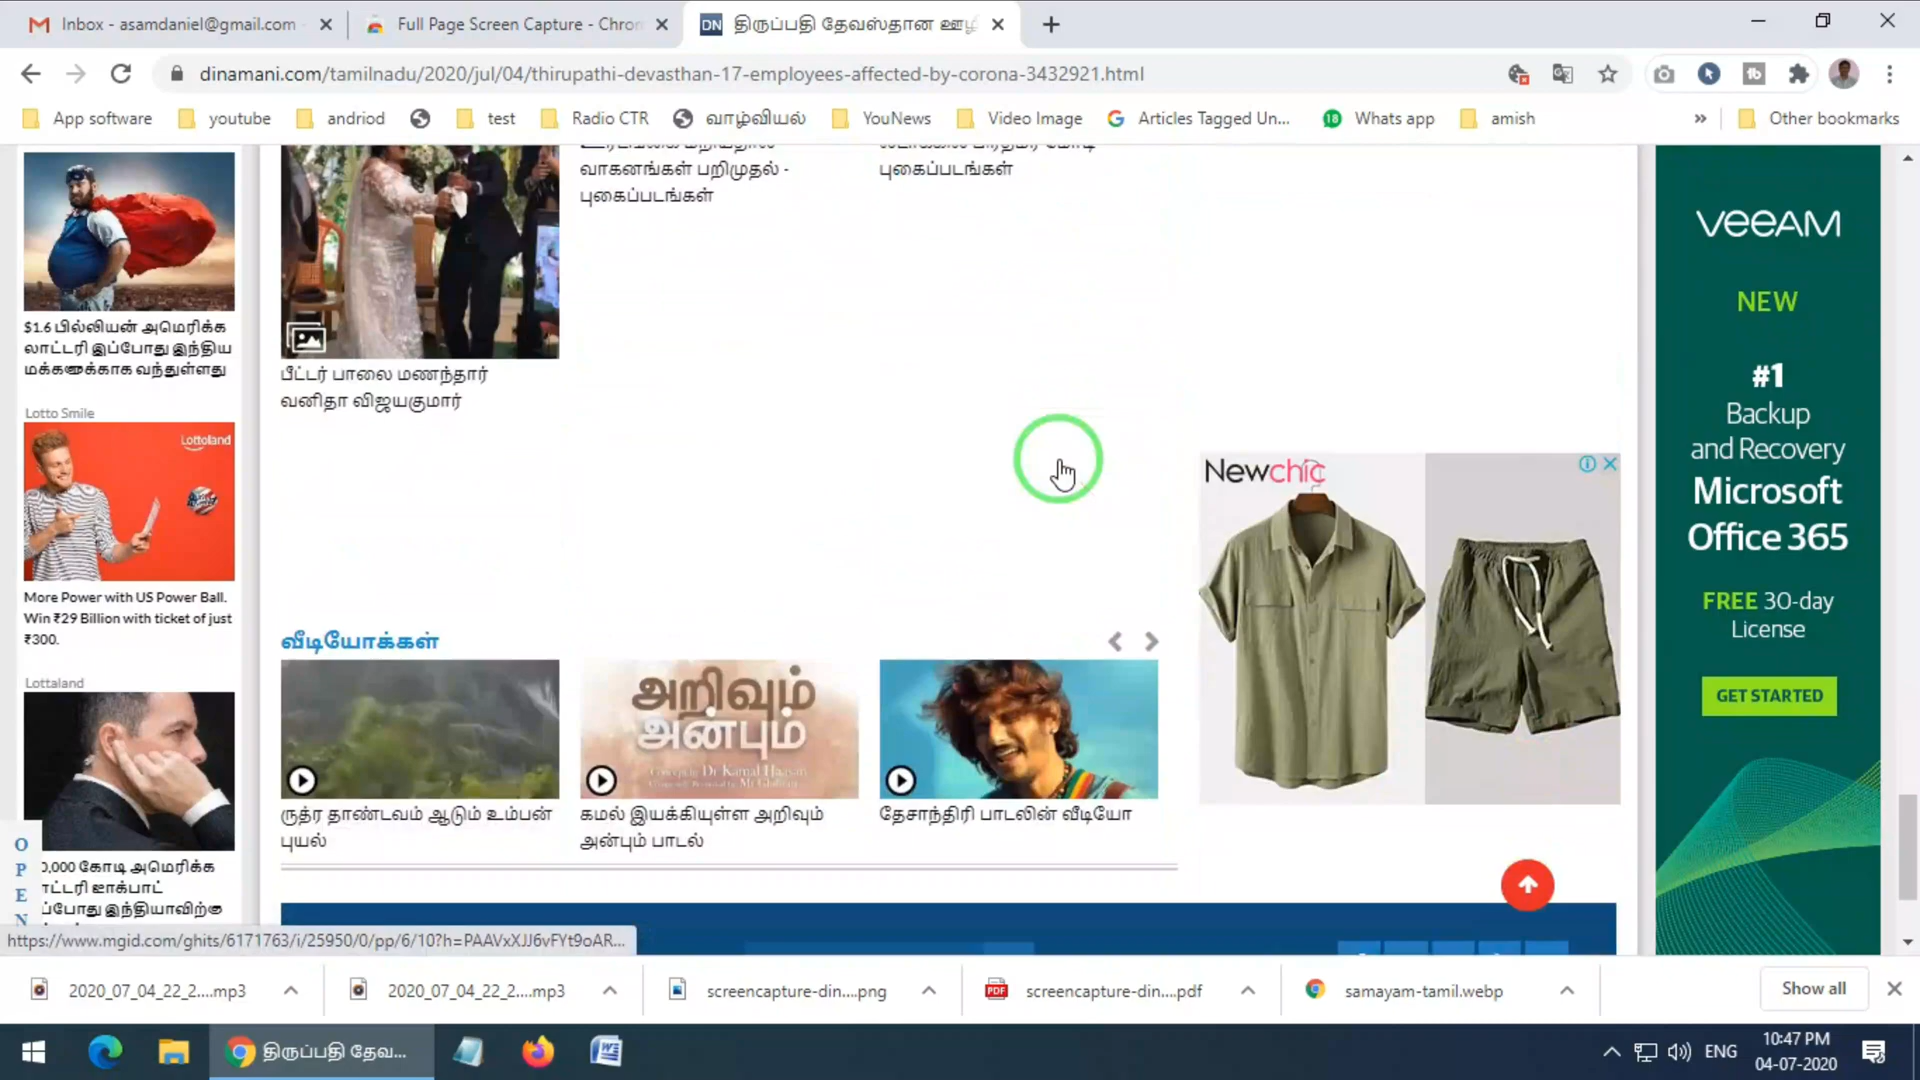 Inbox - asamdaniel@gmail.com
Full Page Screen Capture - Chrom
DN திருப்பதி தேவஸ்தான ஊழி
dinamani.com/tamilnadu/2020/jul/04/thirupathi-devasthan-17-employees-affected-by-corona-3432921.html
App software
youtube
andriod
test
Radio CTR
வாழ்வியல்
YouNews
Video Image
Articles Tagged Un...
18 Whats app
amish
»
Other bookmarks
$1.6 பில்லியன் அமெரிக்க
லாட்டரி இப்போது இந்திய
மக்களுக்காக வந்துள்ளது
Lotto Smile
Lottoland
More Power with US Power Ball.
Win ₹29 Billion with ticket of just
₹300.
Lottaland
0,000 கோடி அமெரிக்க
ாட்டரி ஜாக்பாட்
ப்போது இந்தியாவிற்கு
O
P
E
N
வாகனங்கள் பறிமுதல் -
புகைப்படங்கள்
புகைப்படங்கள்
பீட்டர் பாலை மணந்தார்
வனிதா விஜயகுமார்
வீடியோக்கள்
அறிவும்
அன்பும்
ருத்ர தாண்டவம் ஆடும் உம்பன்
புயல்
கமல் இயக்கியுள்ள அறிவும்
அன்பும் பாடல்
தேசாந்திரி பாடலின் வீடியோ
Newchic
VEEAM
NEW
#1
Backup
and Recovery
Microsoft
Office 365
FREE 30-day
License
GET STARTED
https://www.mgid.com/ghits/6171763/i/25950/0/pp/6/10?h=PAAVxXJJ6vFYt9oAR...
2020_07_04_22_2....mp3
2020_07_04_22_2....mp3
screencapture-din....png
PDF screencapture-din....pdf
samayam-tamil.webp
Show all
திருப்பதி தேவ...
ENG
10:47 PM
04-07-2020